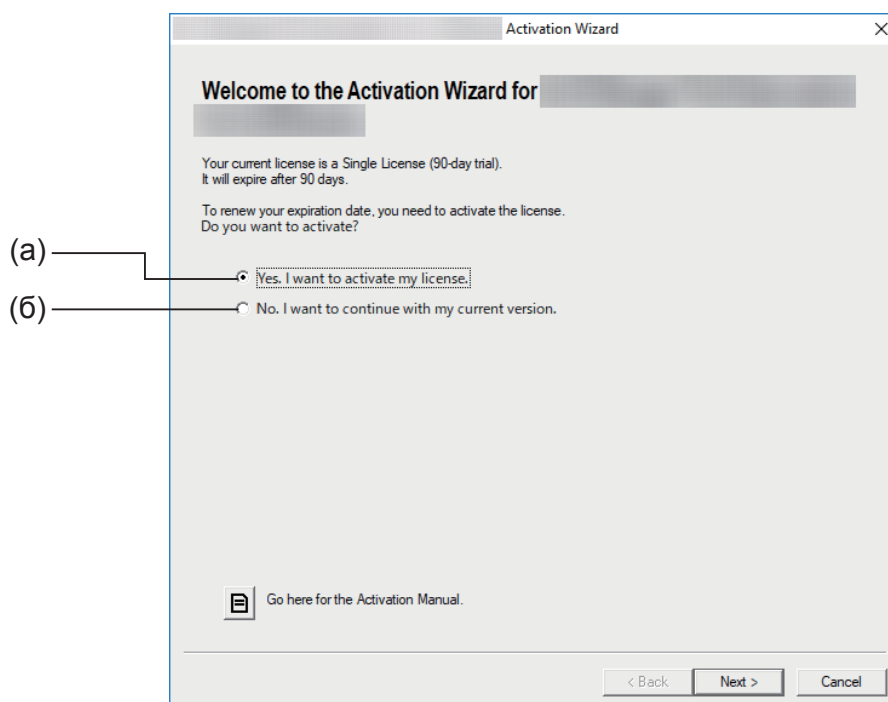 Activation Wizard
Welcome to the Activation Wizard for
Your current license is a Single License (90-day trial).
It will expire after 90 days.
To renew your expiration date, you need to activate the license.
Do you want to activate?
(а)
Yes. I want to activate my license.
(б)
No. I want to continue with my current version.
Go here for the Activation Manual.
< Back
Next >
Cancel